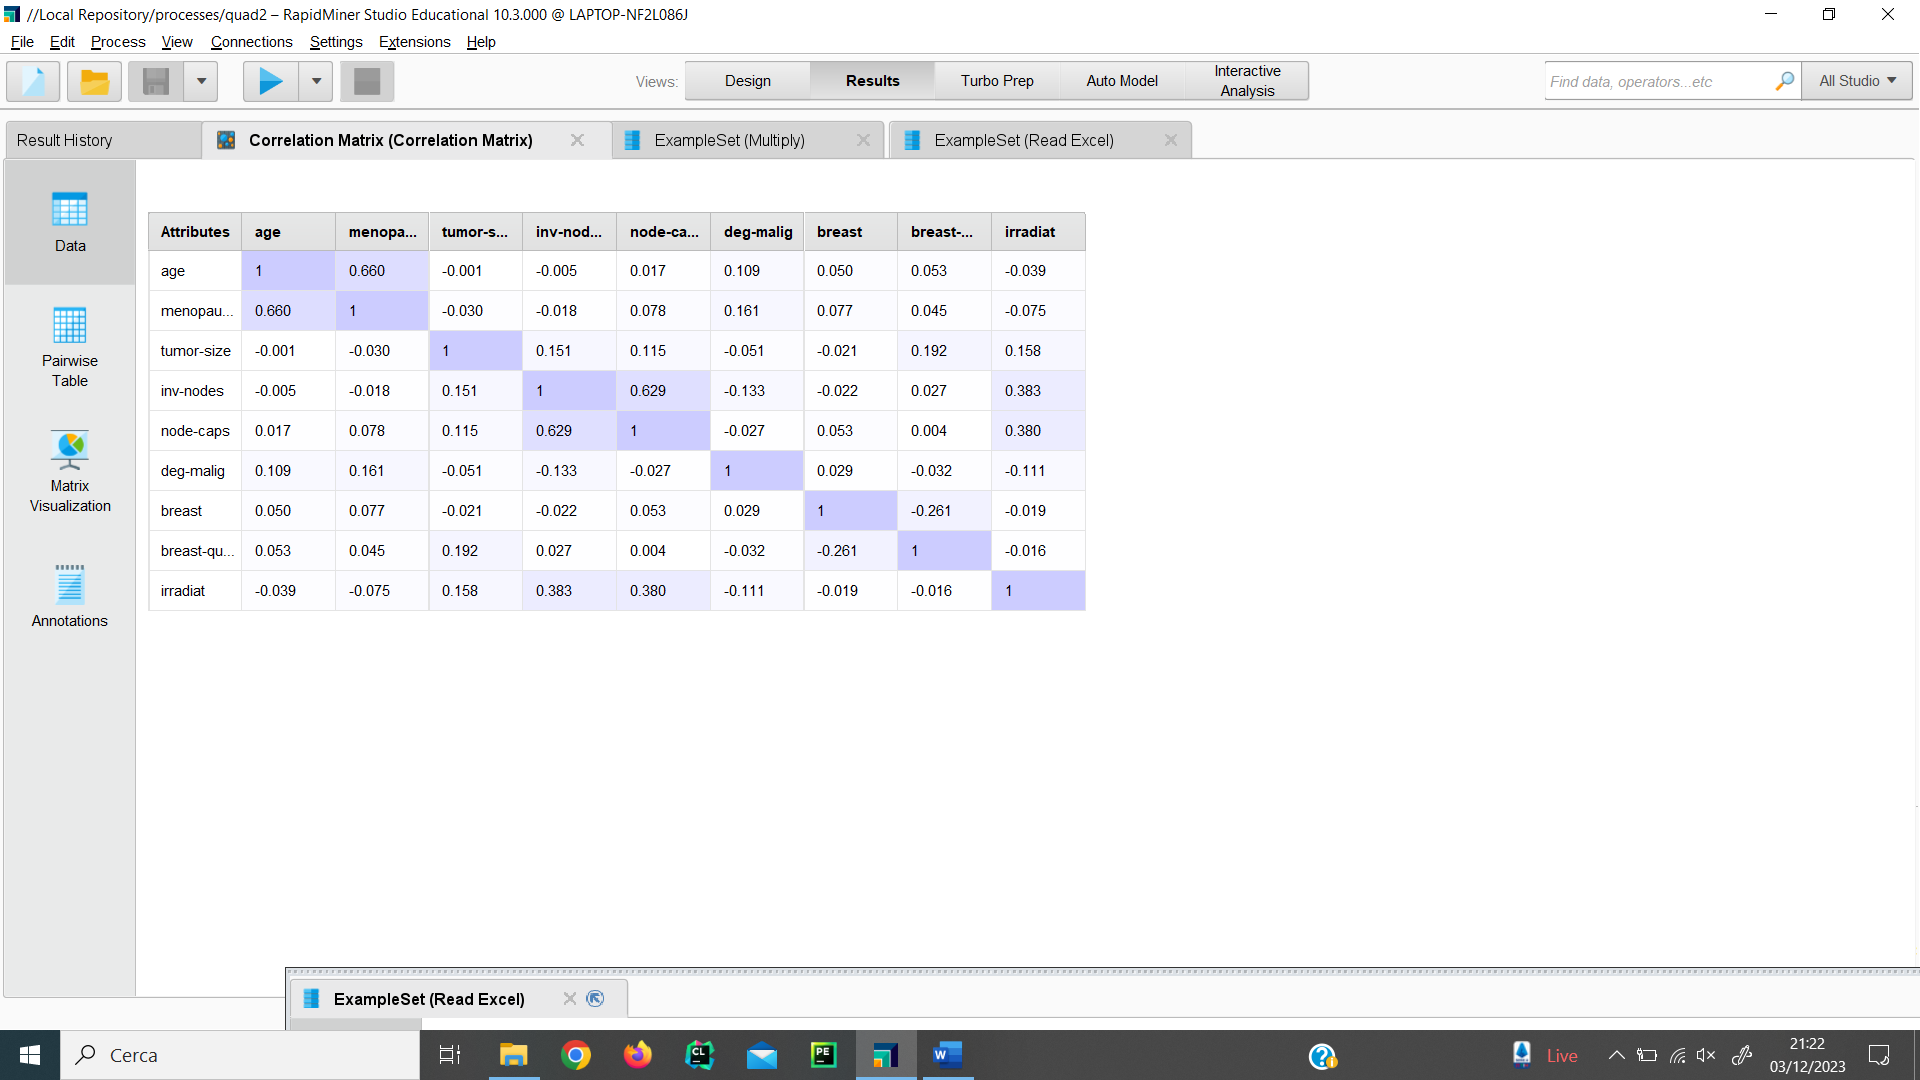 //Local Repository/processes/quad2 – RapidMiner Studio Educational 10.3.000 @ LAPTOP-NF2L086J
File Edit Process View Connections Settings Extensions Help
Views: Design Results Turbo Prep Auto Model Interactive Analysis
Find data, operators...etc All Studio
Result History Correlation Matrix (Correlation Matrix) ExampleSet (Multiply) ExampleSet (Read Excel)
Data
Pairwise
Table
Matrix
Visualization
Annotations
Attributes age menopa... tumor-s... inv-nod... node-ca... deg-malig breast breast-... irradiat
age 1 0.660 -0.001 -0.005 0.017 0.109 0.050 0.053 -0.039
menopau... 0.660 1 -0.030 -0.018 0.078 0.161 0.077 0.045 -0.075
tumor-size -0.001 -0.030 1 0.151 0.115 -0.051 -0.021 0.192 0.158
inv-nodes -0.005 -0.018 0.151 1 0.629 -0.133 -0.022 0.027 0.383
node-caps 0.017 0.078 0.115 0.629 1 -0.027 0.053 0.004 0.380
deg-malig 0.109 0.161 -0.051 -0.133 -0.027 1 0.029 -0.032 -0.111
breast 0.050 0.077 -0.021 -0.022 0.053 0.029 1 -0.261 -0.019
breast-qu... 0.053 0.045 0.192 0.027 0.004 -0.032 -0.261 1 -0.016
irradiat -0.039 -0.075 0.158 0.383 0.380 -0.111 -0.019 -0.016 1
ExampleSet (Read Excel)
Cerca
CL
PE
W
Live
21:22
03/12/2023